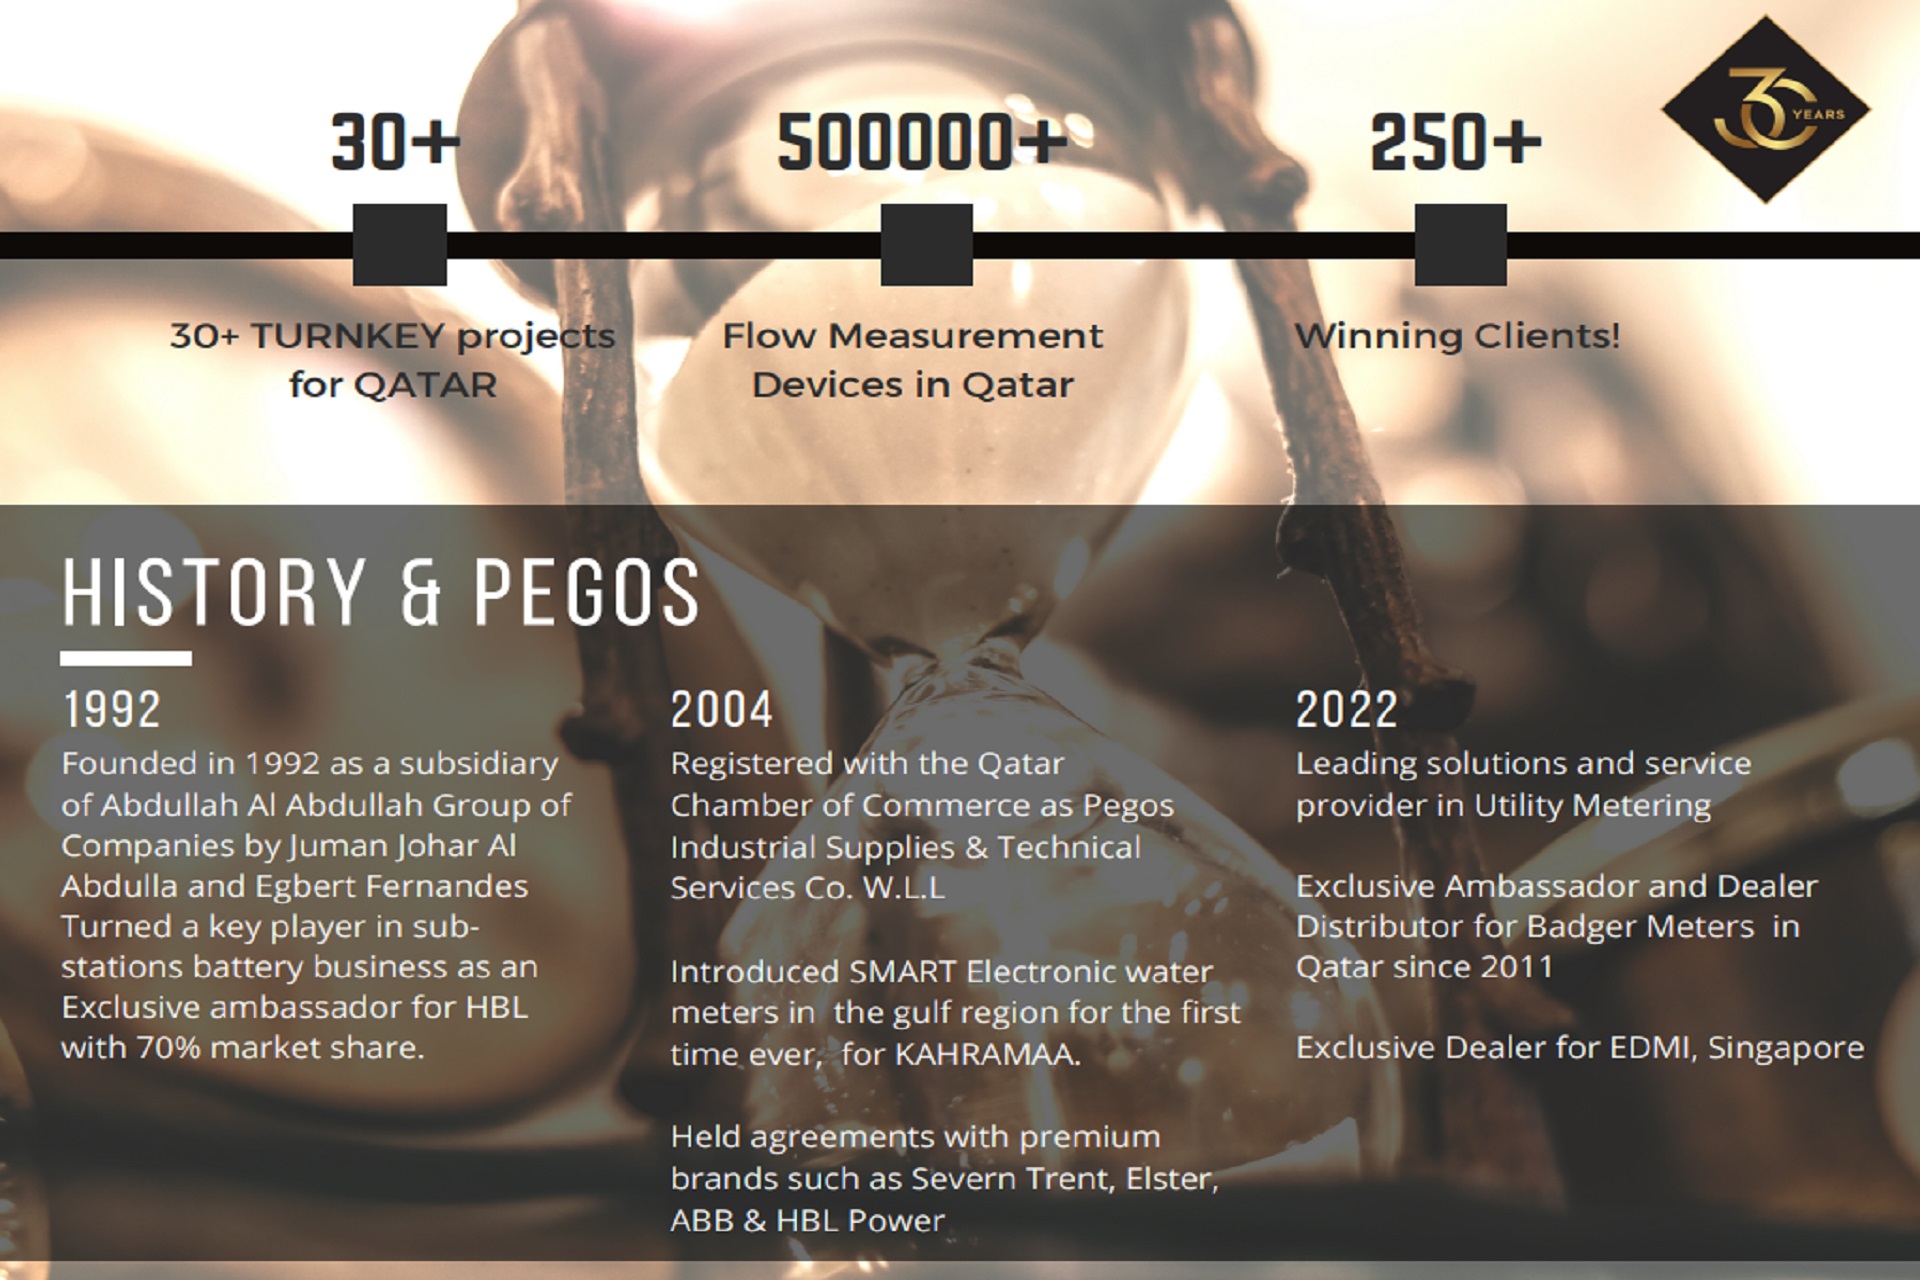 30+
500000+
250+
30 YEARS
30+ TURNKEY projects
for QATAR
Flow Measurement
Devices in Qatar
Winning Clients!
HISTORY & PEGOS
1992
Founded in 1992 as a subsidiary
of Abdullah Al Abdullah Group of
Companies by Juman Johar Al
Abdulla and Egbert Fernandes
Turned a key player in sub-
stations battery business as an
Exclusive ambassador for HBL
with 70% market share.
2004
Registered with the Qatar
Chamber of Commerce as Pegos
Industrial Supplies & Technical
Services Co. W.L.L
Introduced SMART Electronic water
meters in  the gulf region for the first
time ever,  for KAHRAMAA.
Held agreements with premium
brands such as Severn Trent, Elster,
ABB & HBL Power
2022
Leading solutions and service
provider in Utility Metering
Exclusive Ambassador and Dealer
Distributor for Badger Meters  in
Qatar since 2011
Exclusive Dealer for EDMI, Singapore